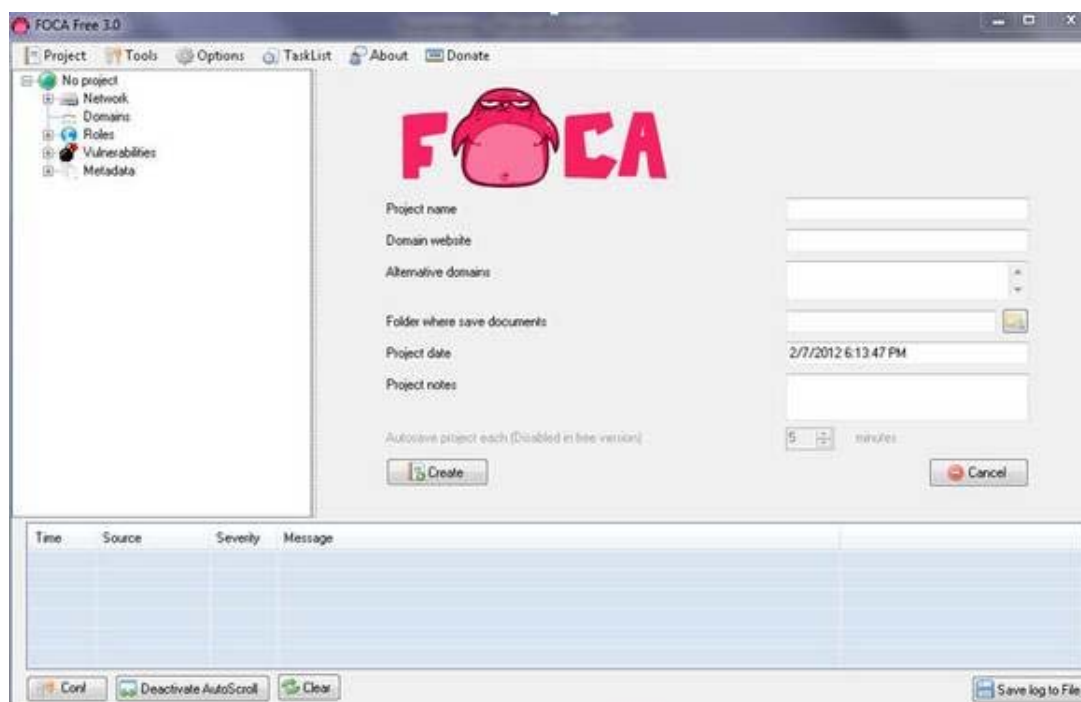 FOCA Free 3.0
Project Tools Options TaskList About Donate
No project
Network
Domains
Roles
Vulnerabilities
Metadata
FOCA
Project name
Domain website
Alternative domains
Folder where save documents
Project date 2/7/2012 6:13:47 PM
Project notes
Autosave project each (Disabled in free version) 5 minutes
Create Cancel
Time Source Severity Message
Conf Deactivate AutoScroll Clear Save log to File